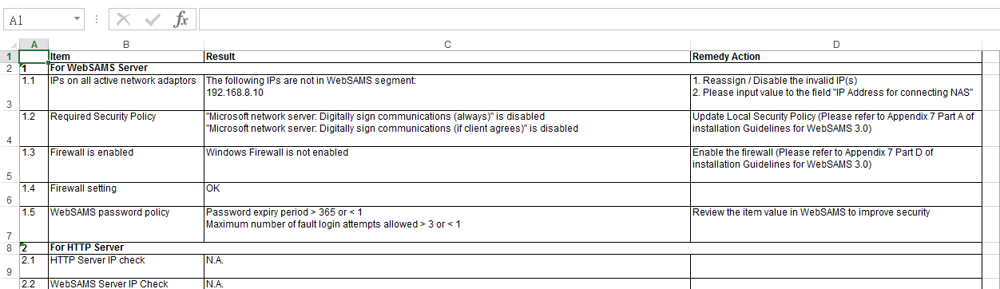 A1
fx
A B C D
1 Item Result Remedy Action
2 1 For WebSAMS Server
1.1 IPs on all active network adaptors The following IPs are not in WebSAMS segment: 1. Reassign / Disable the invalid IP(s)
192.168.8.10 2. Please input value to the field "IP Address for connecting NAS"
3
1.2 Required Security Policy "Microsoft network server: Digitally sign communications (always)" is disabled Update Local Security Policy (Please refer to Appendix 7 Part A of
"Microsoft network server: Digitally sign communications (if client agrees)" is disabled installation Guidelines for WebSAMS 3.0)
4
1.3 Firewall is enabled Windows Firewall is not enabled Enable the firewall (Please refer to Appendix 7 Part D of
installation Guidelines for WebSAMS 3.0)
5
1.4 Firewall setting OK
6
1.5 WebSAMS password policy Password expiry period > 365 or < 1 Review the item value in WebSAMS to improve security
Maximum number of fault login attempts allowed > 3 or < 1
7
8 2 For HTTP Server
2.1 HTTP Server IP check N.A.
9
2.2 WebSAMS Server IP Check N.A.